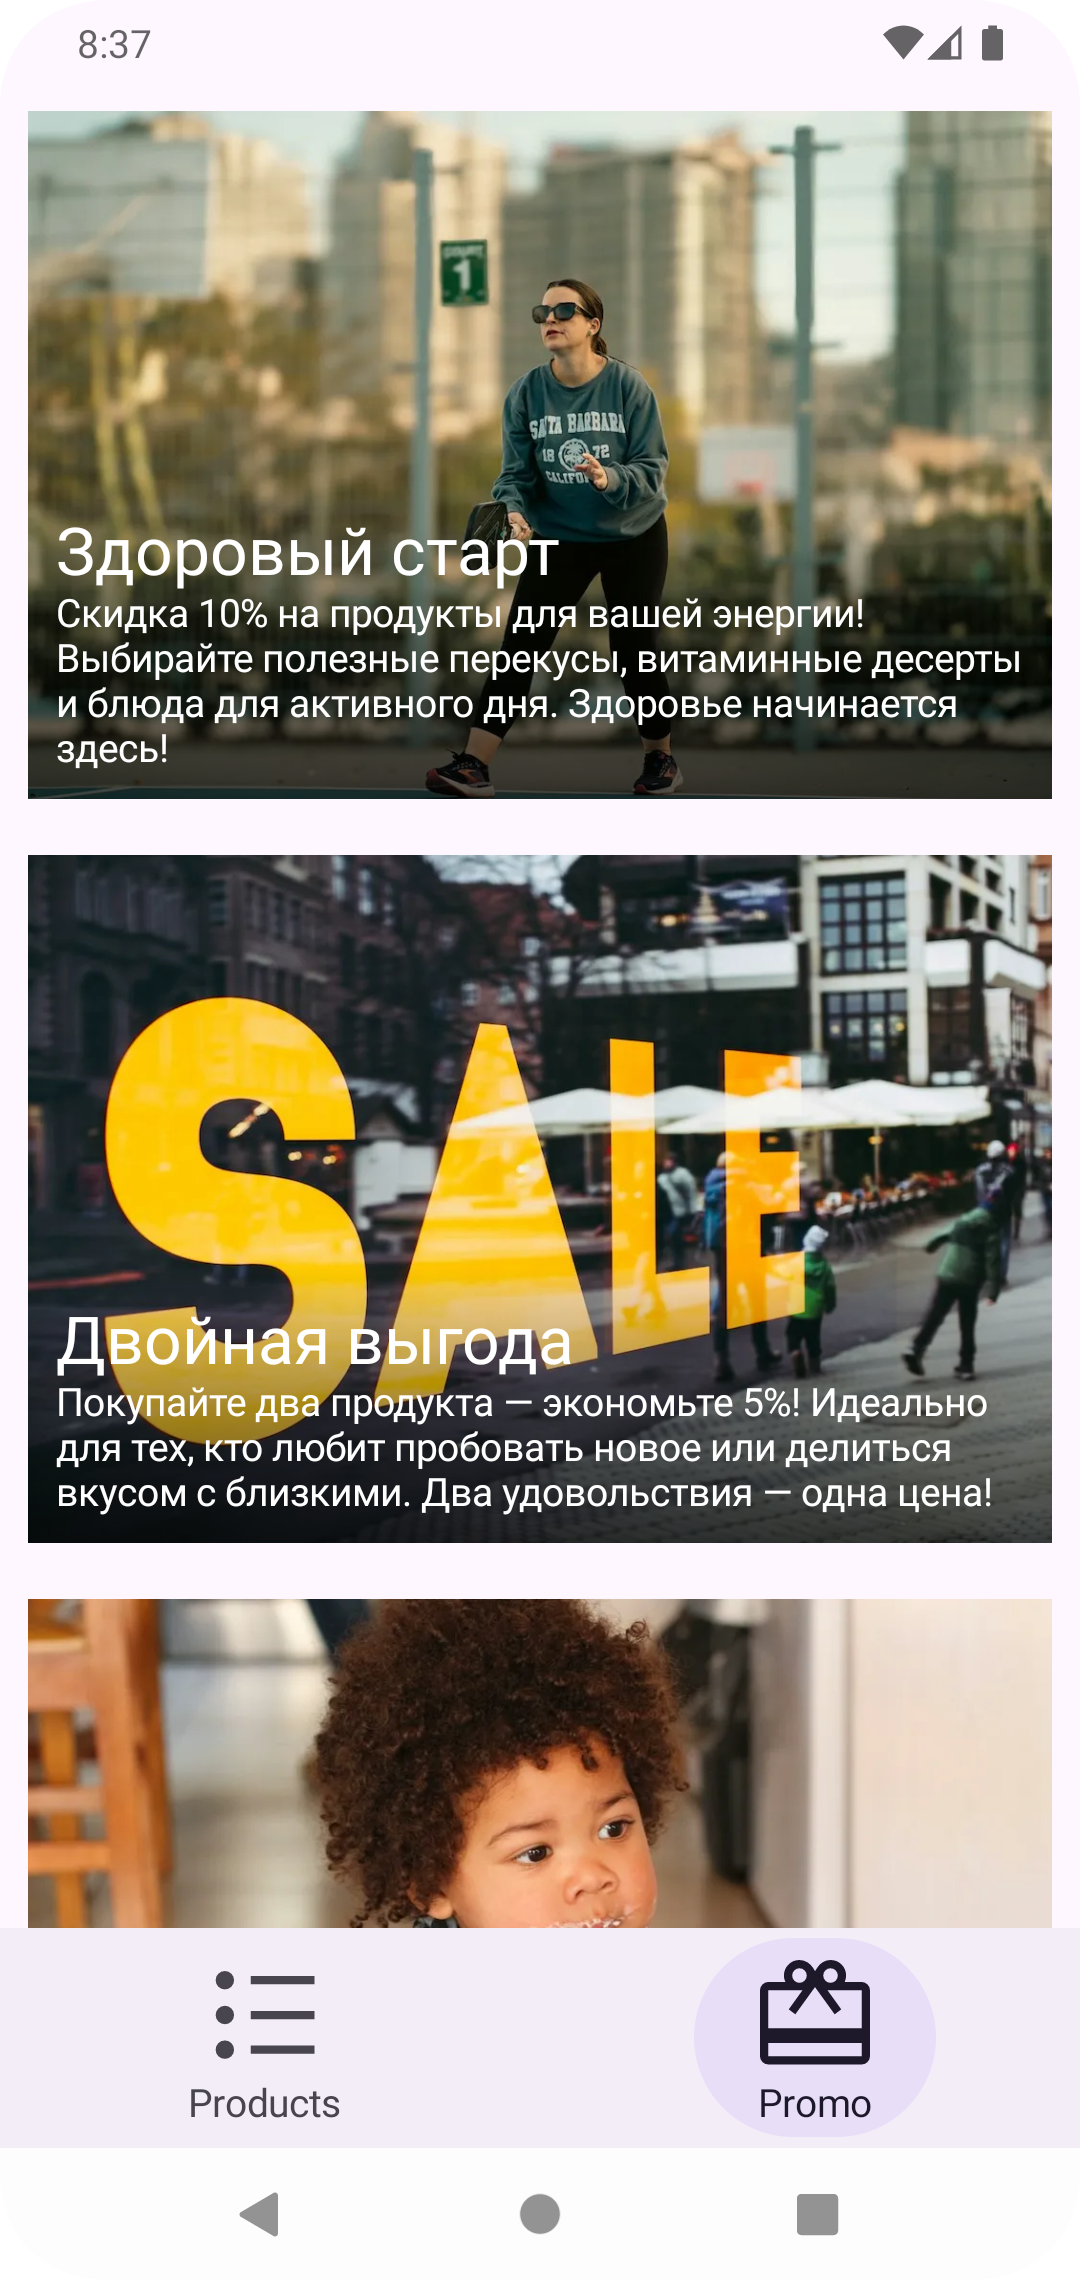 8:37
COURT
1
SANTA BARBARA
18 72
Здоровый старт
Скидка 10% на продукты для вашей энергии!
Выбирайте полезные перекусы, витаминные десерты
и блюда для активного дня. Здоровье начинается
здесь!
SALE
Двойная выгода
Покупайте два продукта — экономьте 5%! Идеально
для тех, кто любит пробовать новое или делиться
вкусом с близкими. Два удовольствия — одна цена!
Products
Promo